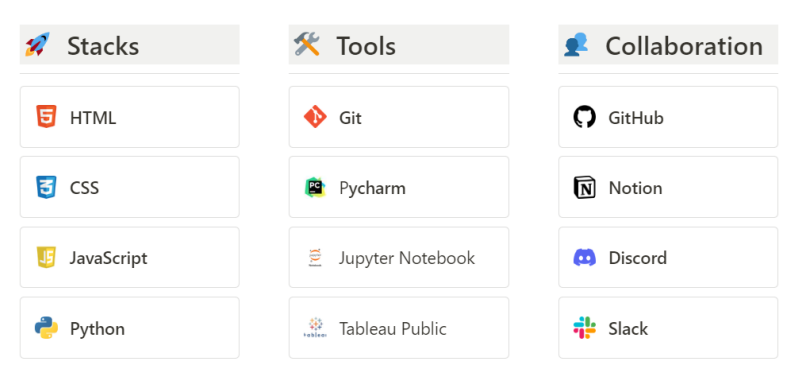 Stacks
HTML
CSS
JavaScript
Python
Tools
Git
Pycharm
Jupyter Notebook
Tableau Public
Collaboration
GitHub
Notion
Discord
Slack